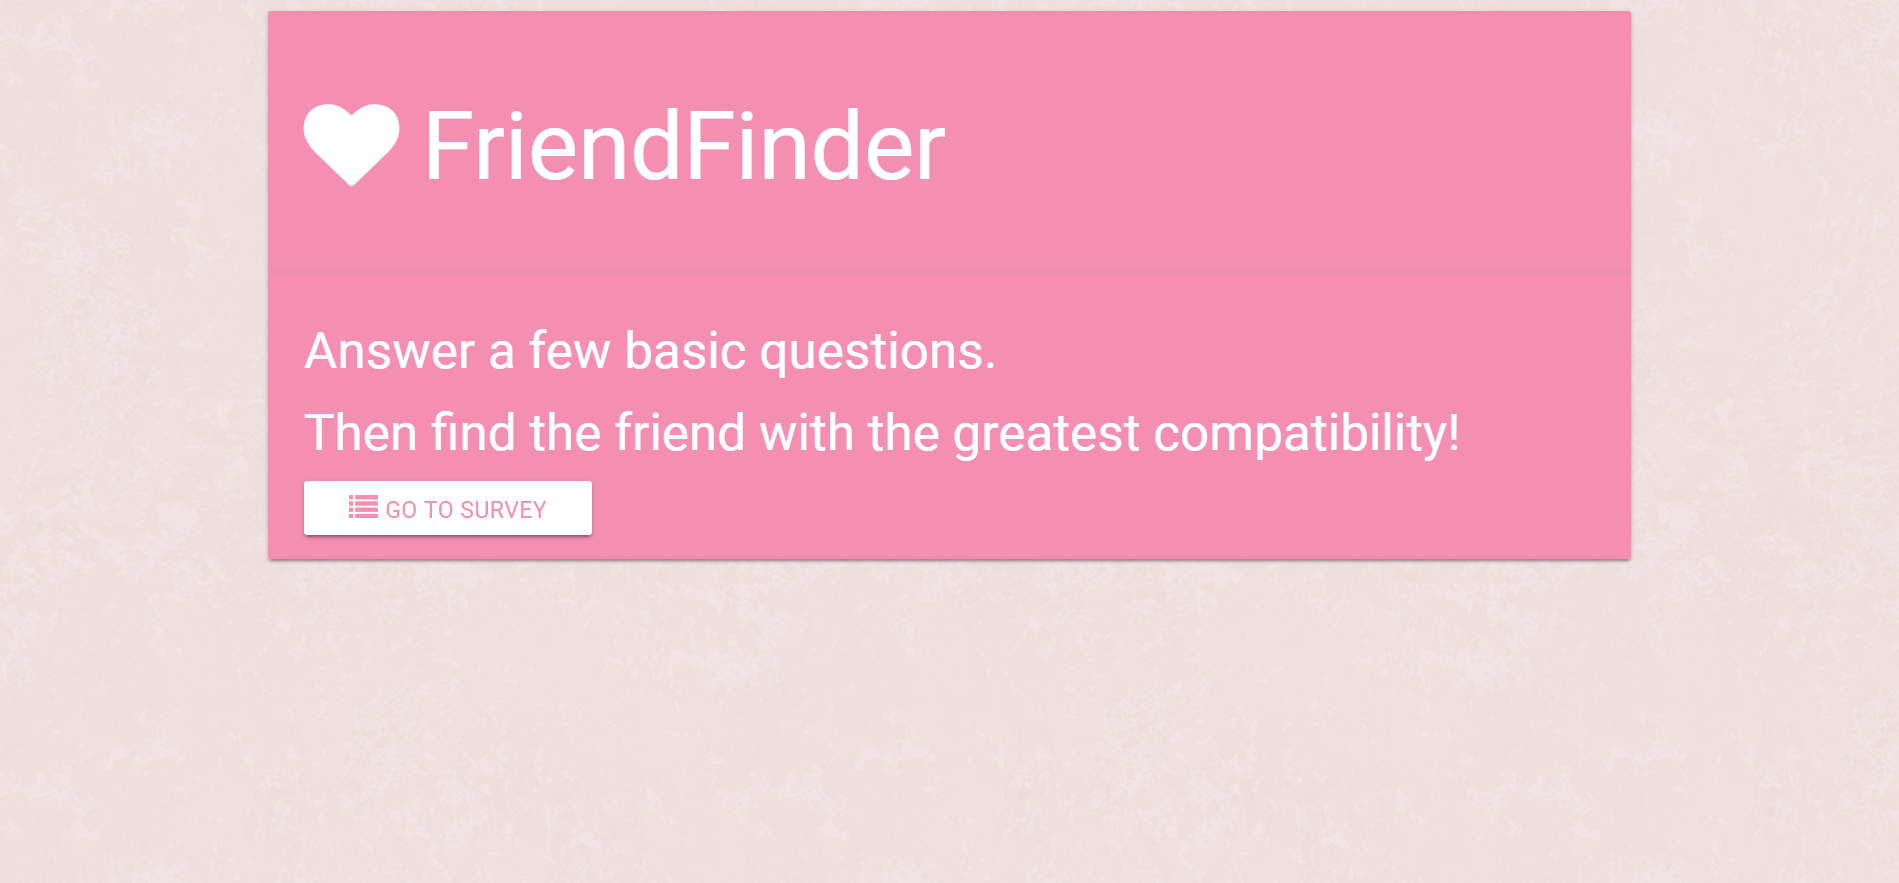 FriendFinder
Answer a few basic questions.
Then find the friend with the greatest compatibility!
GO TO SURVEY